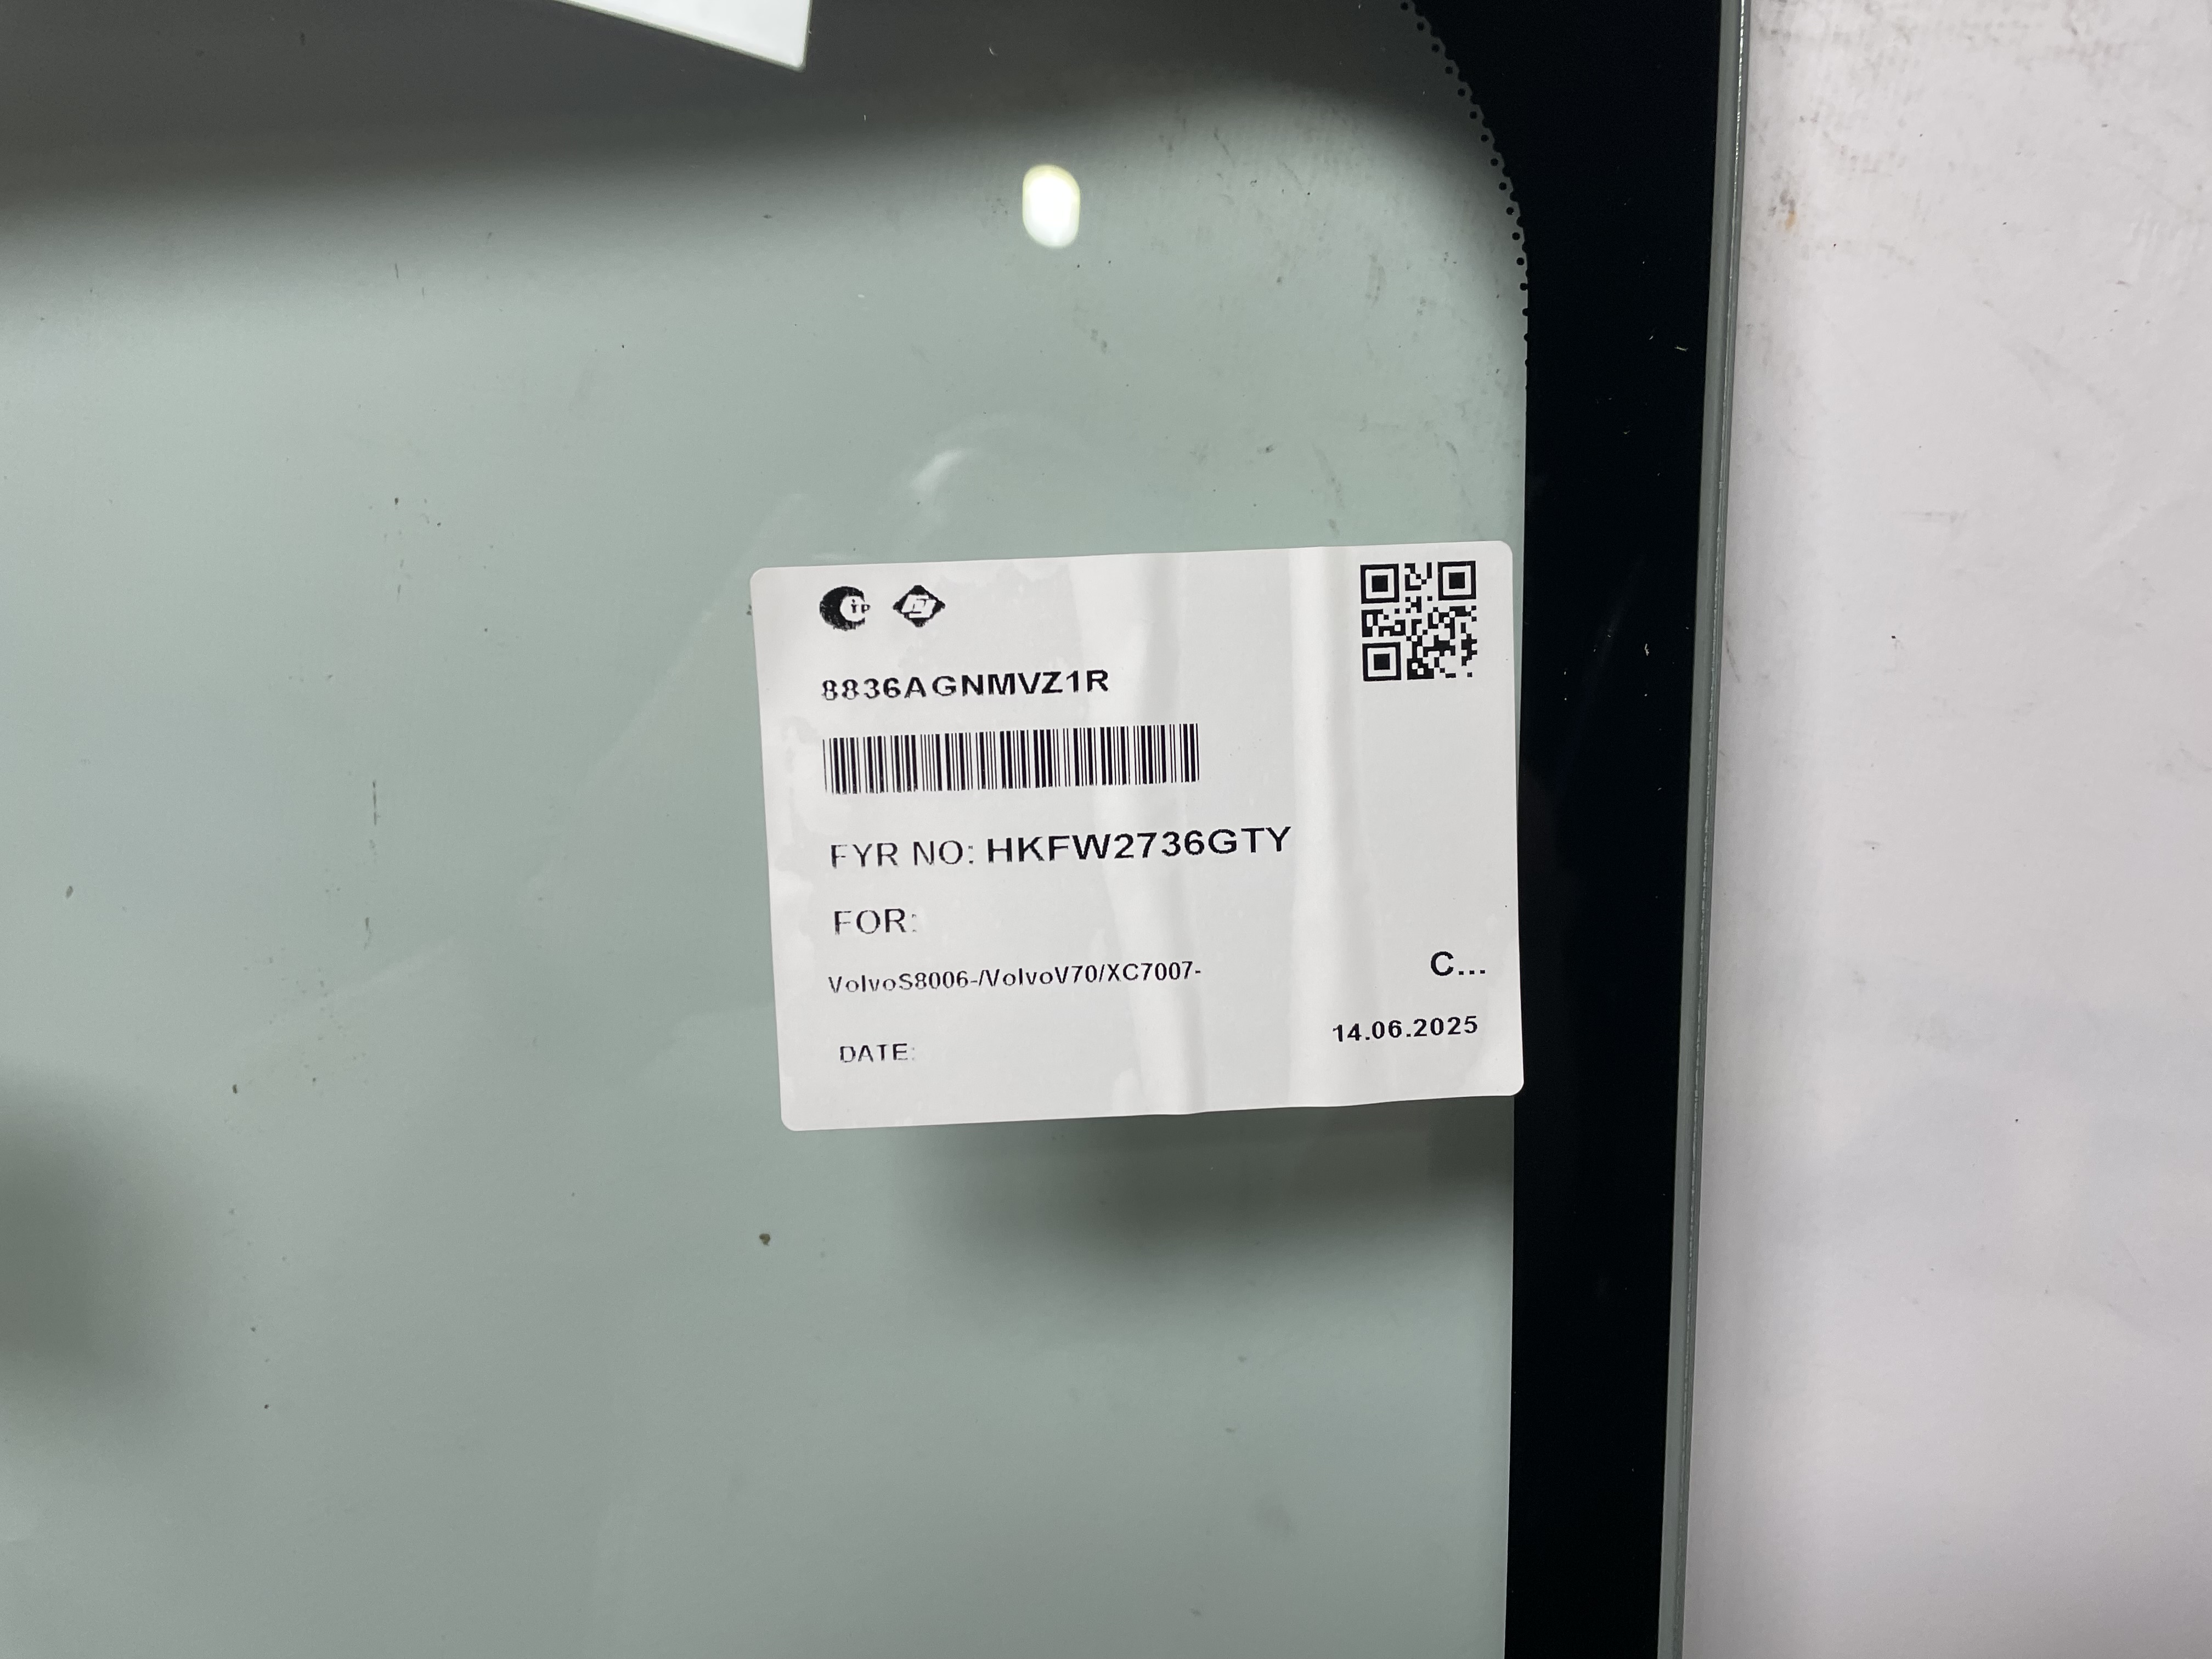 8836AGNMVZ1R
FYR NO: HKFW2736GTY
FOR:
VolvoS8006-/VolvoV70/XC7007-
C...
DATE:
14.06.2025